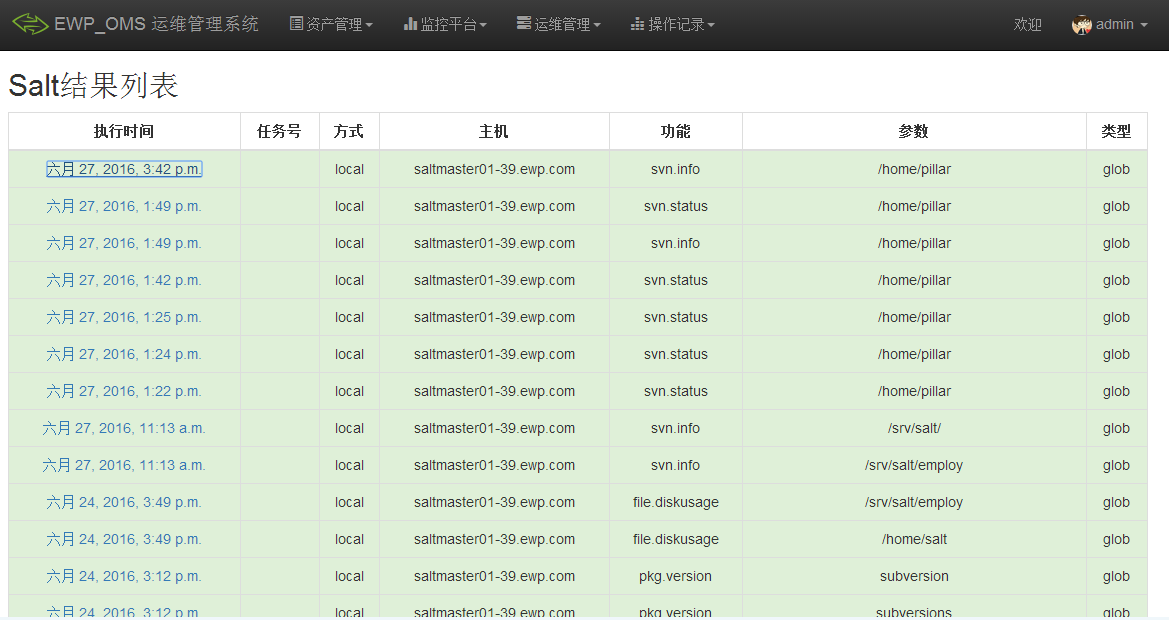 EWP_OMS 运维管理系统 资产管理 监控平台 运维管理 操作记录 欢迎 admin
Salt结果列表
执行时间 任务号 方式 主机 功能 参数 类型
六月 27, 2016, 3:42 p.m. local saltmaster01-39.ewp.com svn.info /home/pillar glob
六月 27, 2016, 1:49 p.m. local saltmaster01-39.ewp.com svn.status /home/pillar glob
六月 27, 2016, 1:49 p.m. local saltmaster01-39.ewp.com svn.info /home/pillar glob
六月 27, 2016, 1:42 p.m. local saltmaster01-39.ewp.com svn.status /home/pillar glob
六月 27, 2016, 1:25 p.m. local saltmaster01-39.ewp.com svn.status /home/pillar glob
六月 27, 2016, 1:24 p.m. local saltmaster01-39.ewp.com svn.status /home/pillar glob
六月 27, 2016, 1:22 p.m. local saltmaster01-39.ewp.com svn.status /home/pillar glob
六月 27, 2016, 11:13 a.m. local saltmaster01-39.ewp.com svn.info /srv/salt/ glob
六月 27, 2016, 11:13 a.m. local saltmaster01-39.ewp.com svn.info /srv/salt/employ glob
六月 24, 2016, 3:49 p.m. local saltmaster01-39.ewp.com file.diskusage /srv/salt/employ glob
六月 24, 2016, 3:49 p.m. local saltmaster01-39.ewp.com file.diskusage /home/salt glob
六月 24, 2016, 3:12 p.m. local saltmaster01-39.ewp.com pkg.version subversion glob
六月 24, 2016, 3:12 p.m. local saltmaster01-39.ewp.com pkg.version subversions glob